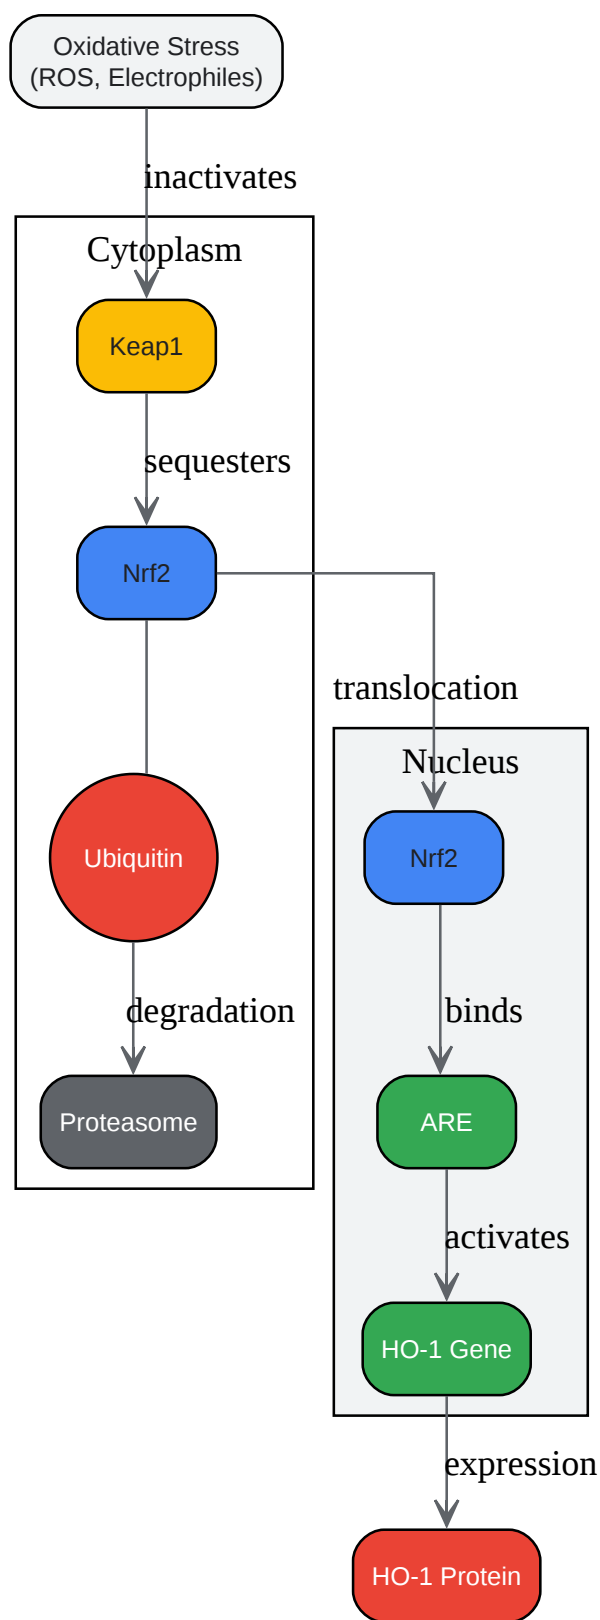 Oxidative Stress
(ROS, Electrophiles)
inactivates
Cytoplasm
Keap1
sequesters
Nrf2
translocation
Nucleus
Nrf2
Ubiquitin
degradation
binds
Proteasome
ARE
activates
HO-1 Gene
expression
HO-1 Protein